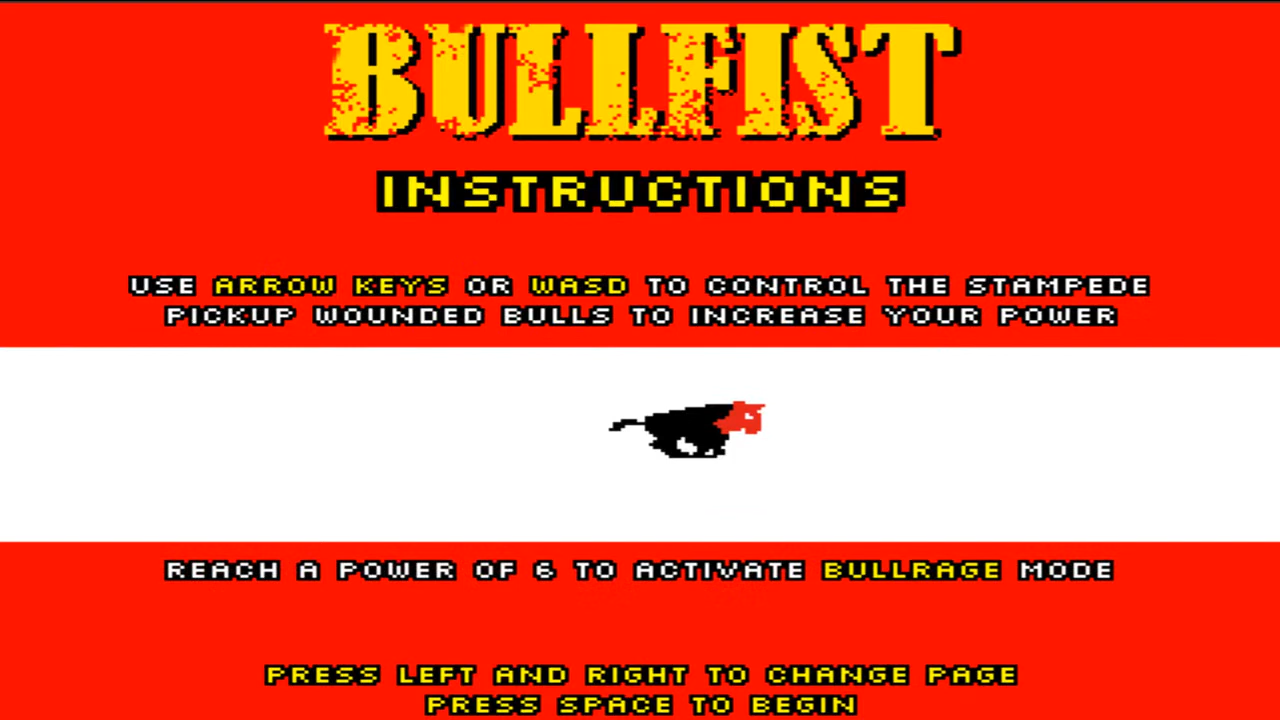 BULLFIST
INSTRUCTIONS
USE ARROW KEYS OR WASD TO CONTROL THE STAMPEDE
PICKUP WOUNDED BULLS TO INCREASE YOUR POWER
REACH A POWER OF 6 TO ACTIVATE BULLRAGE MODE
PRESS LEFT AND RIGHT TO CHANGE PAGE
PRESS SPACE TO BEGIN